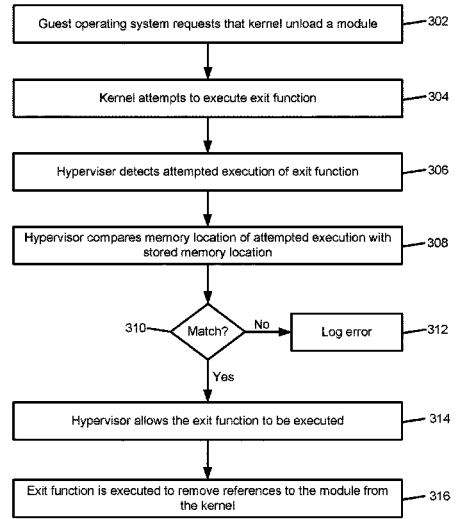 Guest operating system requests that kernel unload a module
302
Kernel attempts to execute exit function
304
Hyperviser detects attempted execution of exit function
306
Hypervisor compares memory location of attempted execution with
stored memory location
308
310
Match?
No
Log error
312
Yes
Hypervisor allows the exit function to be executed
314
Exit function is executed to remove references to the module from
the kernel
316